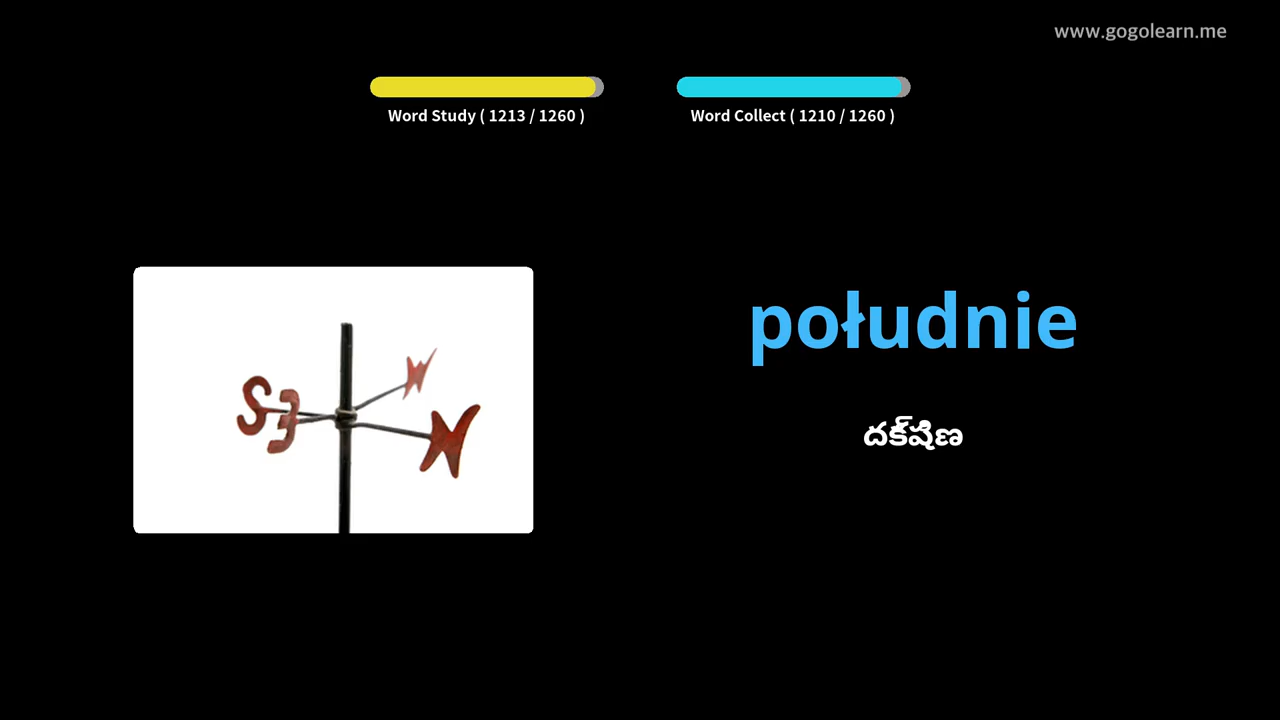 www.gogolearn.me
Word Study ( 1213 / 1260 )
Word Collect ( 1210 / 1260 )
południe
దక్‌షిణ
S E N W